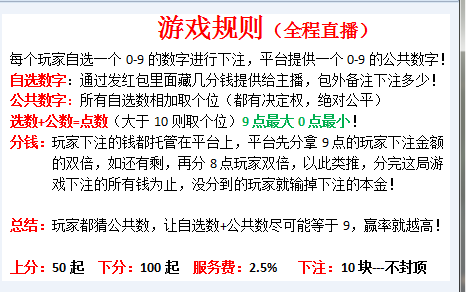 游戏规则（全程直播）
每个玩家自选一个 0-9 的数字进行下注，平台提供一个 0-9 的公共数字！
自选数字：通过发红包里面藏几分钱提供给主播，包外备注下注多少！
公共数字：所有自选数相加取个位（都有决定权，绝对公平）
选数+公数=点数（大于 10 则取个位）9 点最大 0 点最小！
分钱：玩家下注的钱都托管在平台上，平台先分拿 9 点的玩家下注金额
的双倍，如还有剩，再分 8 点玩家双倍，以此类推，分完这局游
戏下注的所有钱为止，没分到的玩家就输掉下注的本金！
总结：玩家都猜公共数，让自选数+公共数尽可能等于 9，赢率就越高！
上分：50 起 下分：100 起 服务费：2.5% 下注：10 块---不封顶